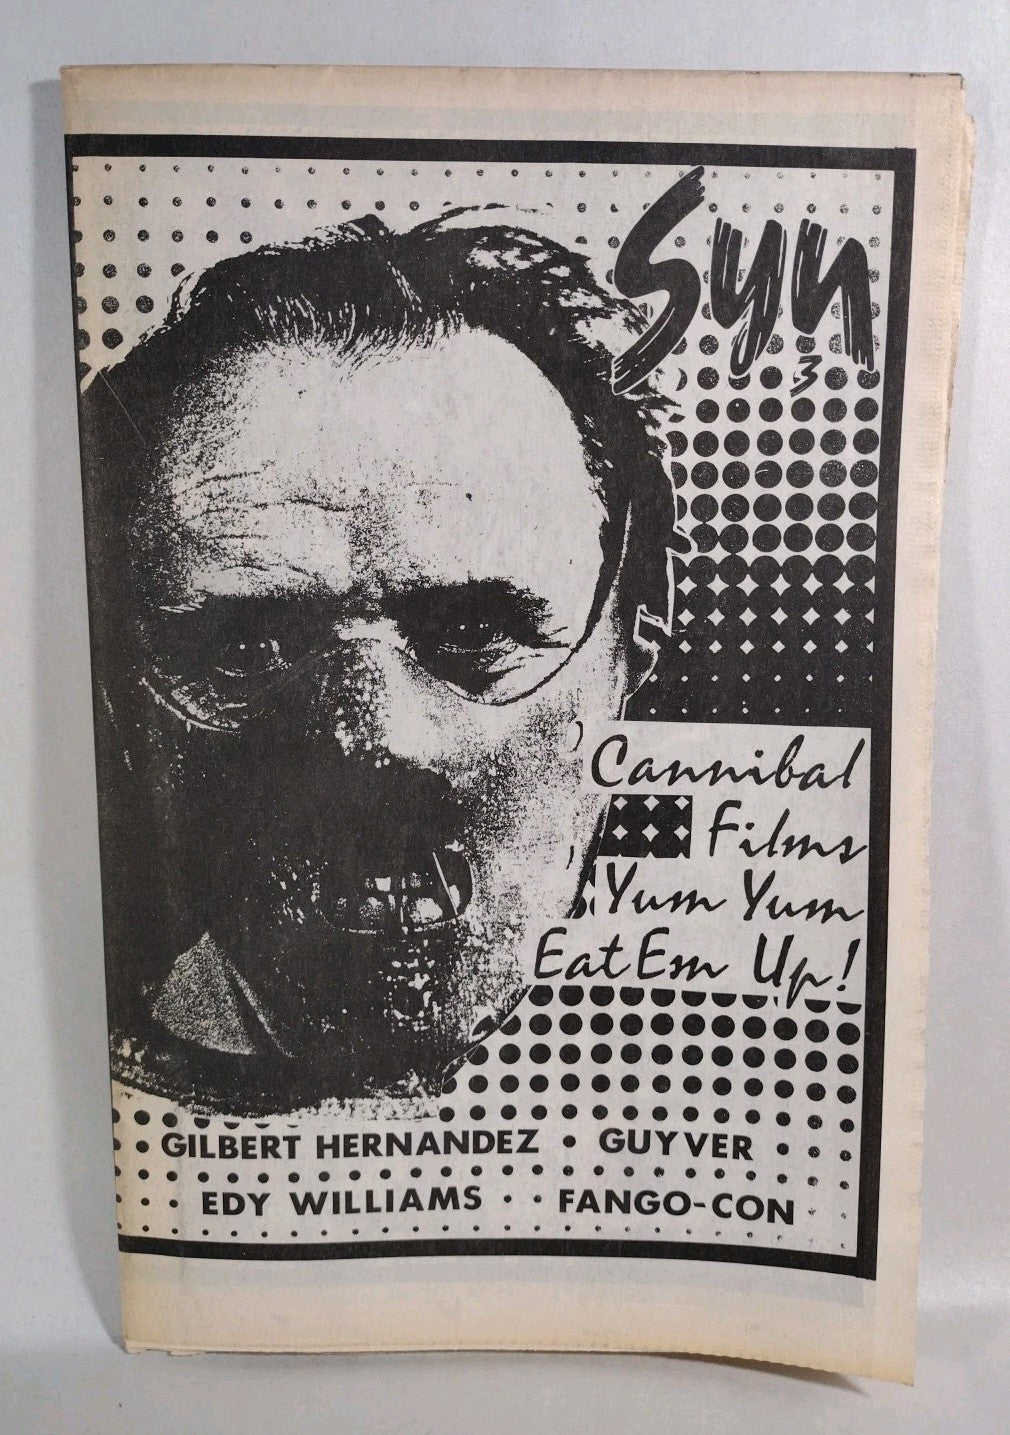 Syn
3
Cannibal
Films
Yum Yum
Eat Em Up!
GILBERT HERNANDEZ • GUYVER
EDY WILLIAMS • • FANGO-CON